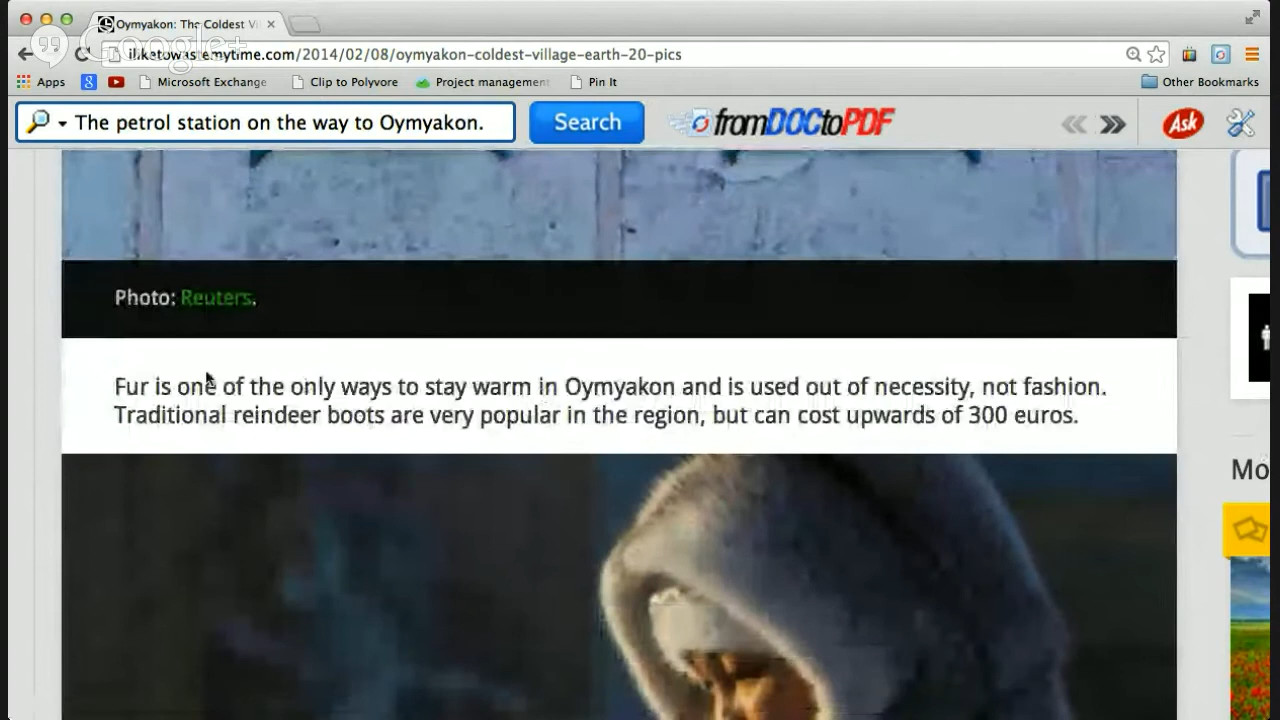 Oymyakon: The Coldest Vi
Google+
iliketowastemytime.com/2014/02/08/oymyakon-coldest-village-earth-20-pics
Apps
Microsoft Exchange
Clip to Polyvore
Project management
Pin It
Other Bookmarks
The petrol station on the way to Oymyakon.
Search
fromDOCtoPDF
Ask
Photo: Reuters.
Fur is one of the only ways to stay warm in Oymyakon and is used out of necessity, not fashion.
Traditional reindeer boots are very popular in the region, but can cost upwards of 300 euros.
Mo